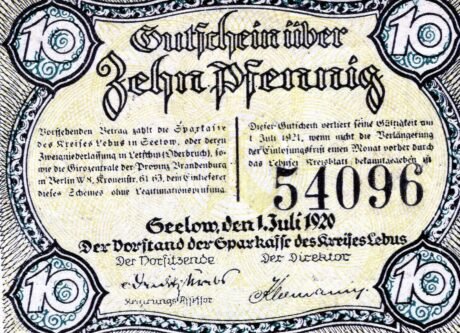 10 10
Gutschein über
Zehn Pfennig
Vorstehenden Betrag zahlt die Sparkasse
des Kreises Lebus in Seelow, oder deren
Zweigniederlassung in Letschin (Oderbruch), so-
wie die Girozentrale der Provinz Brandenburg
in Berlin W 8, Kronenstr. 61/63, dem Einlieferer
dieses Scheines ohne Legitimationsprüfung.
Dieser Gutschein verliert seine Gültigkeit am
1. Juli 1921, wenn nicht die Verlängerung
der Einlösungsfrist einen Monat vorher durch
das Lebuser Kreisblatt bekanntgegeben ist
54096
Seelow, den 1. Juli 1920
Der Vorstand der Sparkasse des Kreises Lebus
Der Vorsitzende Der Direktor
Regierungs Assessor
10 10